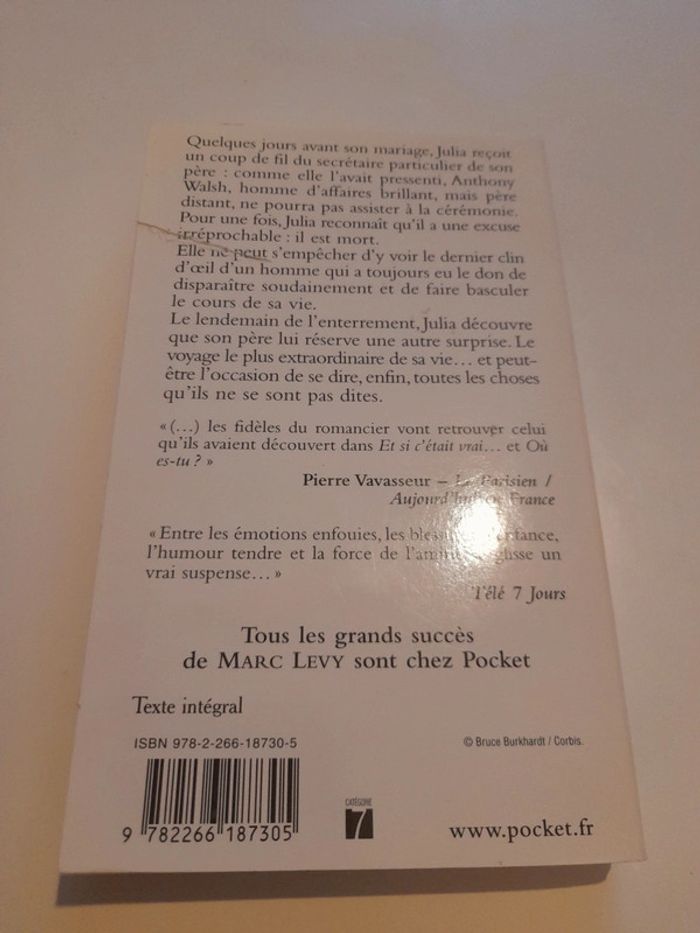 Quelques jours avant son mariage, Julia reçoit
un coup de fil du secrétaire particulier de son
père : comme elle l'avait pressenti, Anthony
Walsh, homme d'affaires brillant, mais père
distant, ne pourra pas assister à la cérémonie.
Pour une fois, Julia reconnaît qu'il a une excuse
irréprochable : il est mort.
Elle ne peut s'empêcher d'y voir le dernier clin
d'œil d'un homme qui a toujours eu le don de
disparaître soudainement et de faire basculer
le cours de sa vie.
Le lendemain de l'enterrement, Julia découvre
que son père lui réserve une autre surprise. Le
voyage le plus extraordinaire de sa vie... et peut-
être l'occasion de se dire, enfin, toutes les choses
qu'ils ne se sont pas dites.
« (...) les fidèles du romancier vont retrouver celui
qu'ils avaient découvert dans Et si c'était vrai... et Où
es-tu ? »
Pierre Vavasseur – Le Parisien /
Aujourd'hui en France
« Entre les émotions enfouies, les d'enfance,
l'humour tendre et la force de l'amitié se glisse un
vrai suspense... »
Télé 7 Jours
Tous les grands succès
de MARC LEVY sont chez Pocket
Texte intégral
ISBN 978-2-266-18730-5
© Bruce Burkhardt / Corbis.
9 782266 187305
CATÉGORIE
7
www.pocket.fr